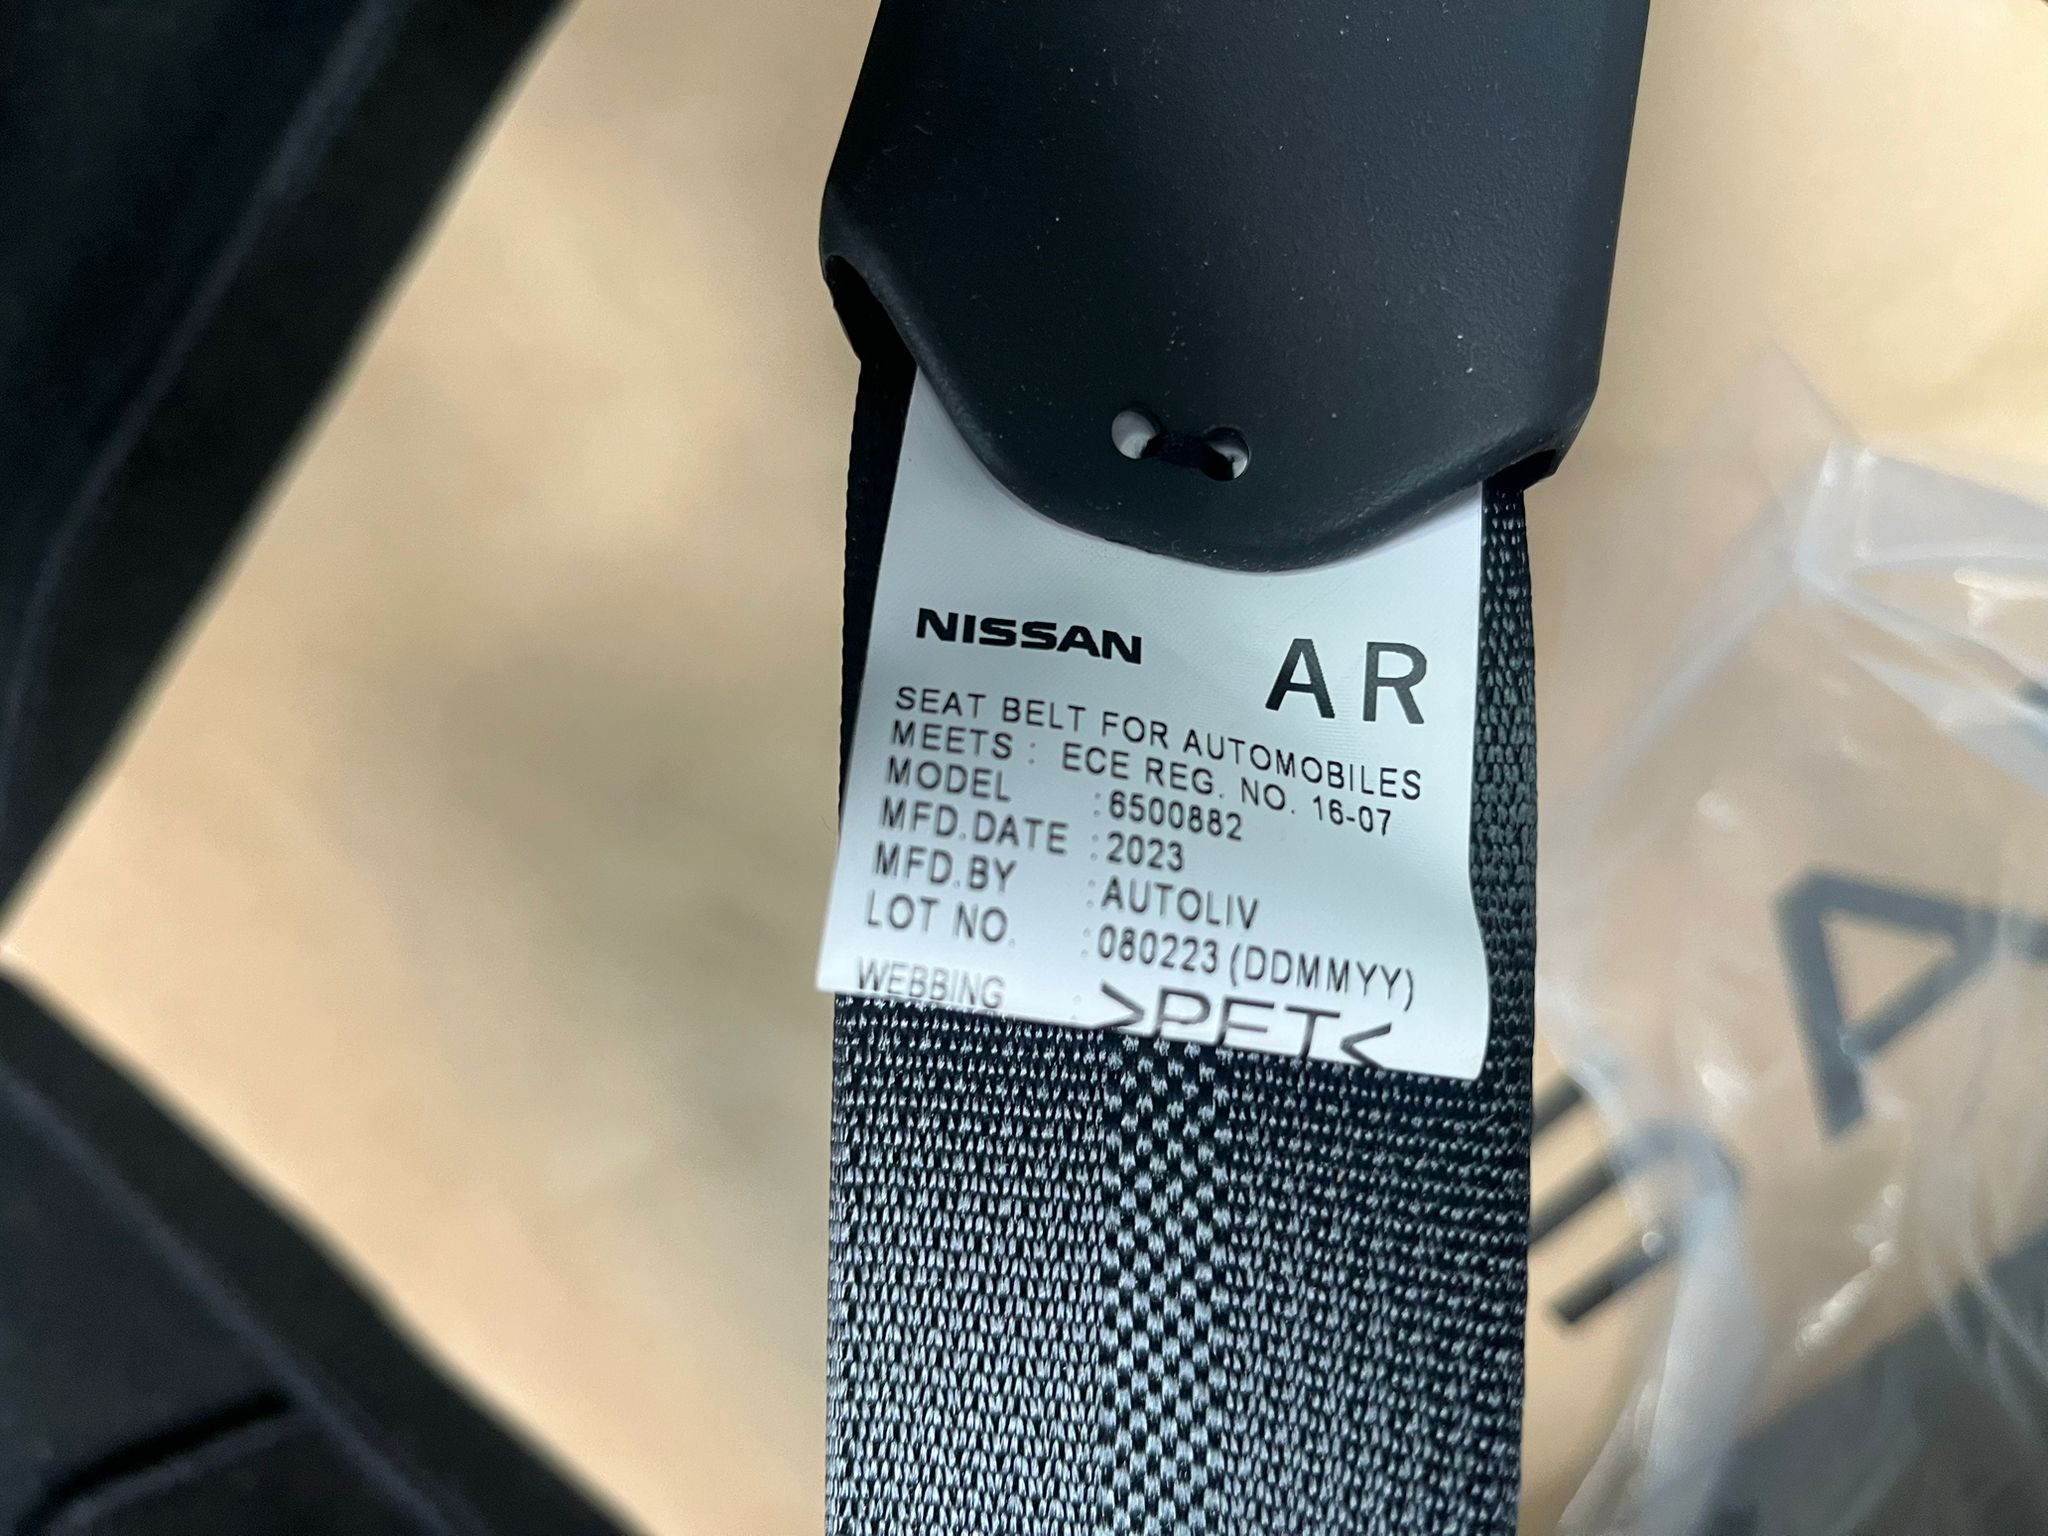 NISSAN AR
SEAT BELT FOR AUTOMOBILES
MEETS : ECE REG. NO. 16-07
MODEL : 6500882
MFD.DATE : 2023
MFD.BY : AUTOLIV
LOT NO. : 080223 (DDMMYY)
WEBBING : >PET<